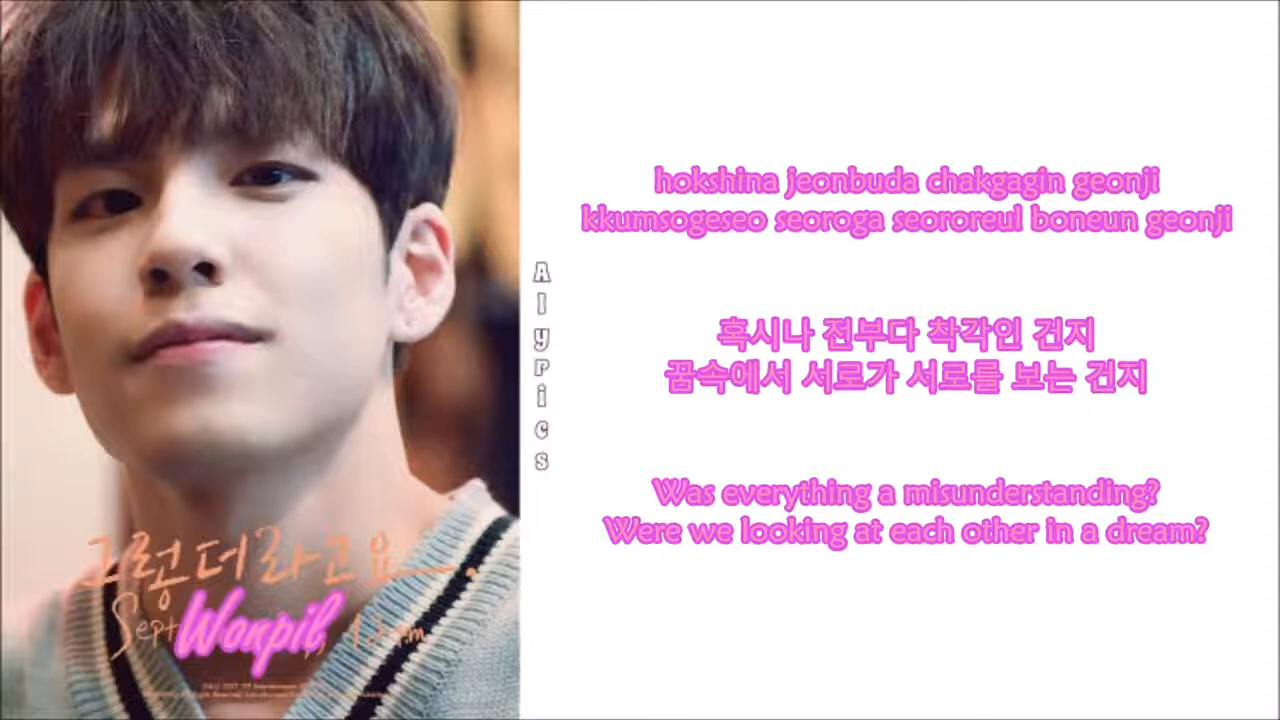 hokshina jeonbuda chakgagin geonji
kkumsogeseo seoroga seororeul boneun geonji
혹시나 전부다 착각인 건지
꿈속에서 서로가 서로를 보는 건지
Was everything a misunderstanding?
Were we looking at each other in a dream?
Alyrics
그렇더라고요
Sept
Wonpil